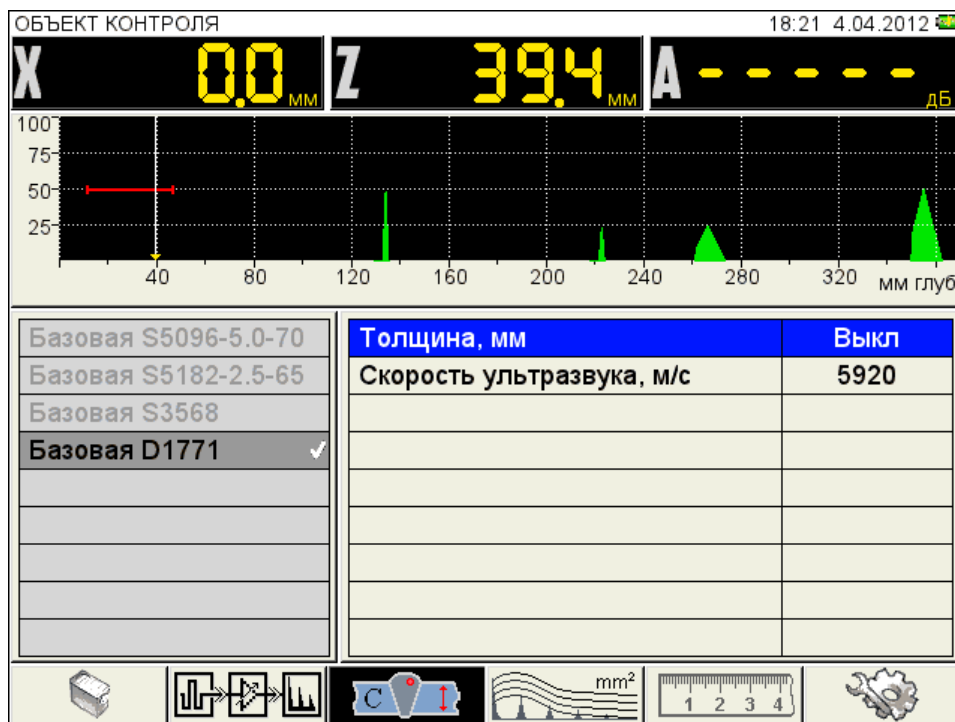 ОБЪЕКТ КОНТРОЛЯ 18:21 4.04.2012
X 0.0 мм Z 39.4 мм A - - - - - дБ
100
75
50
25
40 80 120 160 200 240 280 320 мм глуб
Базовая S5096-5.0-70
Базовая S5182-2.5-65
Базовая S3568
Базовая D1771
Толщина, мм Выкл
Скорость ультразвука, м/с 5920
C mm² 1 2 3 4